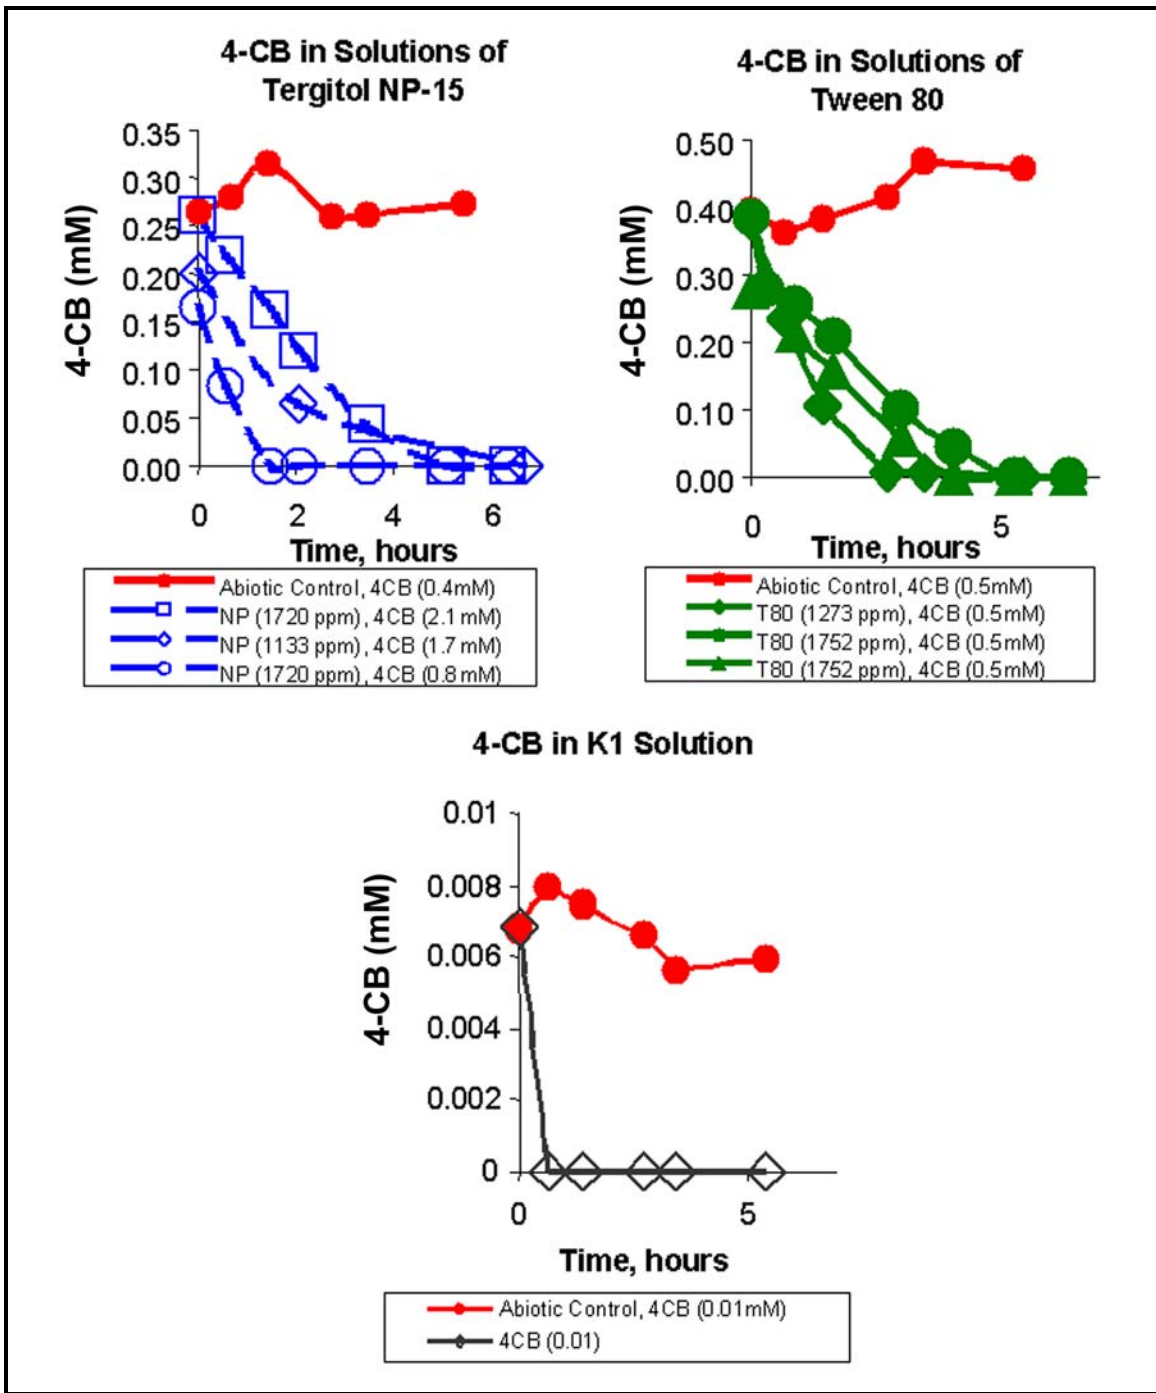 4-CB in Solutions of
Tergitol NP-15
0.35
0.30
0.25
0.20
0.15
0.10
0.05
0.00
4-CB (mM)
0 2 4 6
Time, hours
Abiotic Control, 4CB (0.4mM)
NP (1720 ppm), 4CB (2.1 mM)
NP (1133 ppm), 4CB (1.7 mM)
NP (1720 ppm), 4CB (0.8 mM)
4-CB in Solutions of
Tween 80
0.50
0.40
0.30
0.20
0.10
0.00
4-CB (mM)
0 5
Time, hours
Abiotic Control, 4CB (0.5mM)
T80 (1273 ppm), 4CB (0.5mM)
T80 (1752 ppm), 4CB (0.5mM)
T80 (1752 ppm), 4CB (0.5mM)
4-CB in K1 Solution
0.01
0.008
0.006
0.004
0.002
0
4-CB (mM)
0 5
Time, hours
Abiotic Control, 4CB (0.01mM)
4CB (0.01)